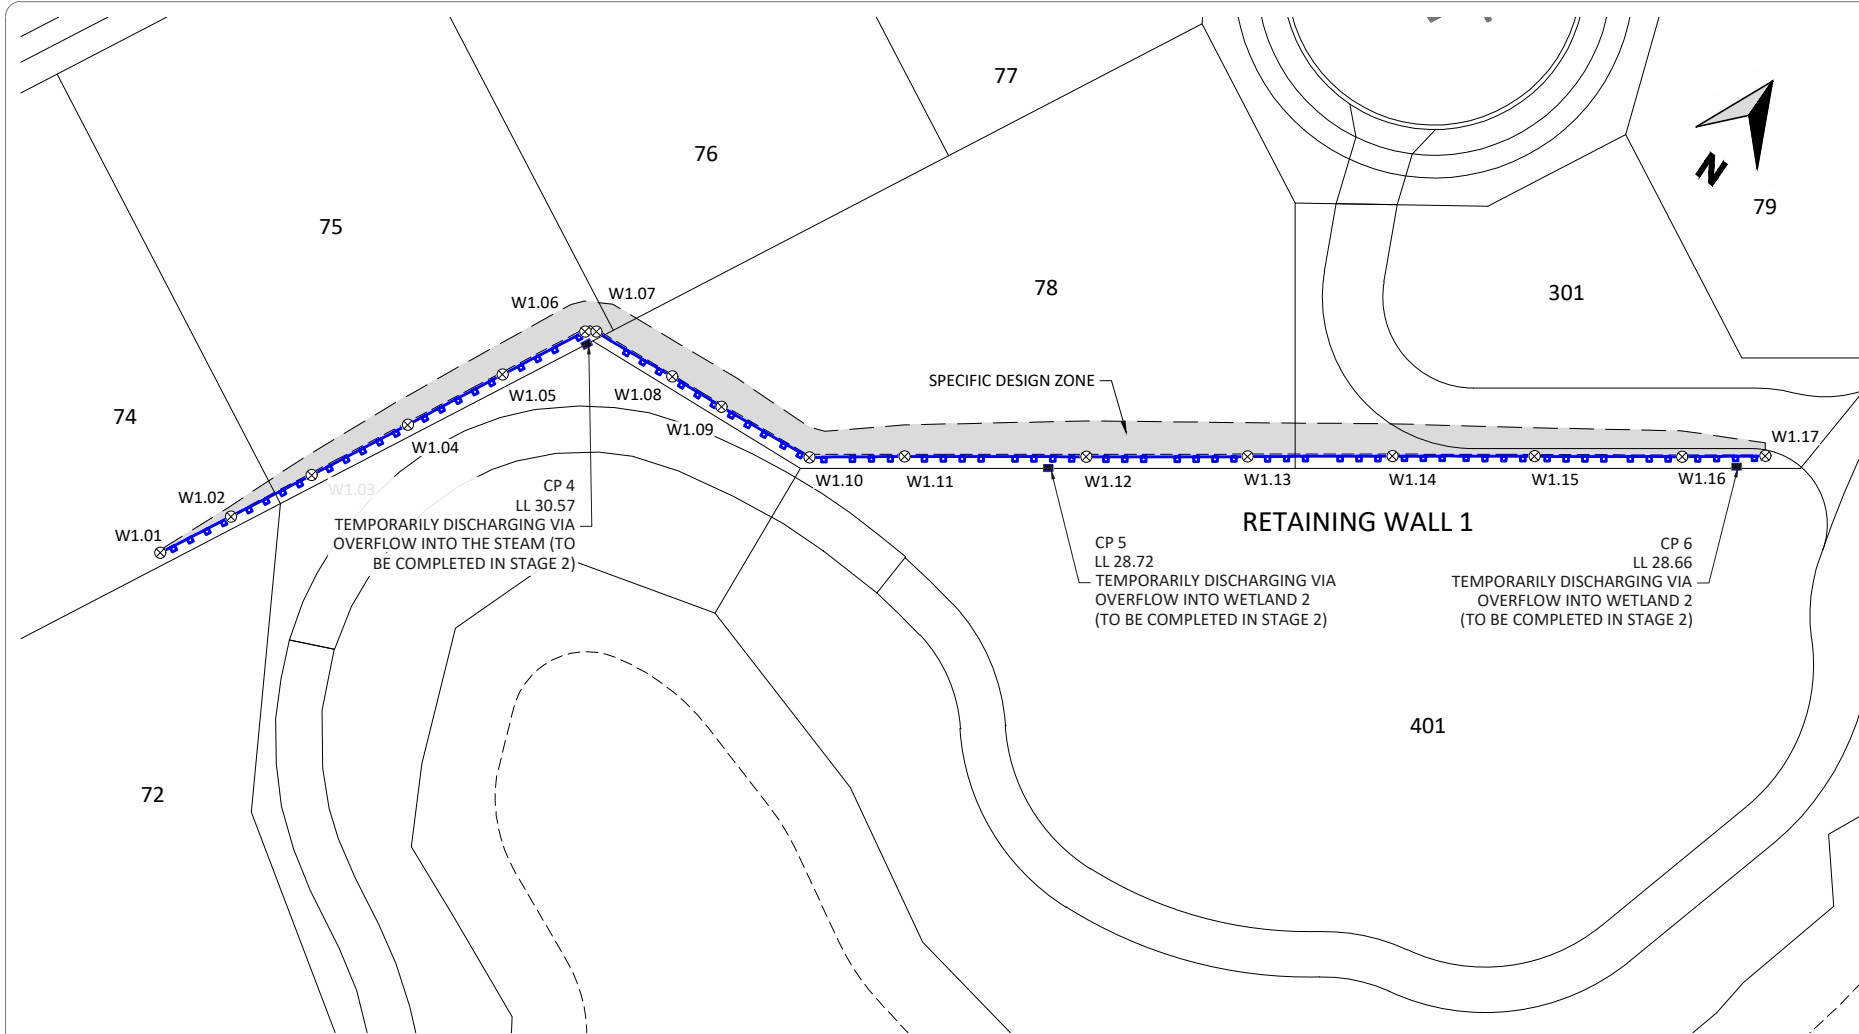 77
76
75
79
78
301
74
72
401
N
W1.01
W1.02
W1.03
W1.04
W1.05
W1.06
W1.07
W1.08
W1.09
W1.10
W1.11
W1.12
W1.13
W1.14
W1.15
W1.16
W1.17
SPECIFIC DESIGN ZONE
RETAINING WALL 1
CP 4
LL 30.57
TEMPORARILY DISCHARGING VIA
OVERFLOW INTO THE STEAM (TO
BE COMPLETED IN STAGE 2)
CP 5
LL 28.72
TEMPORARILY DISCHARGING VIA
OVERFLOW INTO WETLAND 2
(TO BE COMPLETED IN STAGE 2)
CP 6
LL 28.66
TEMPORARILY DISCHARGING VIA
OVERFLOW INTO WETLAND 2
(TO BE COMPLETED IN STAGE 2)